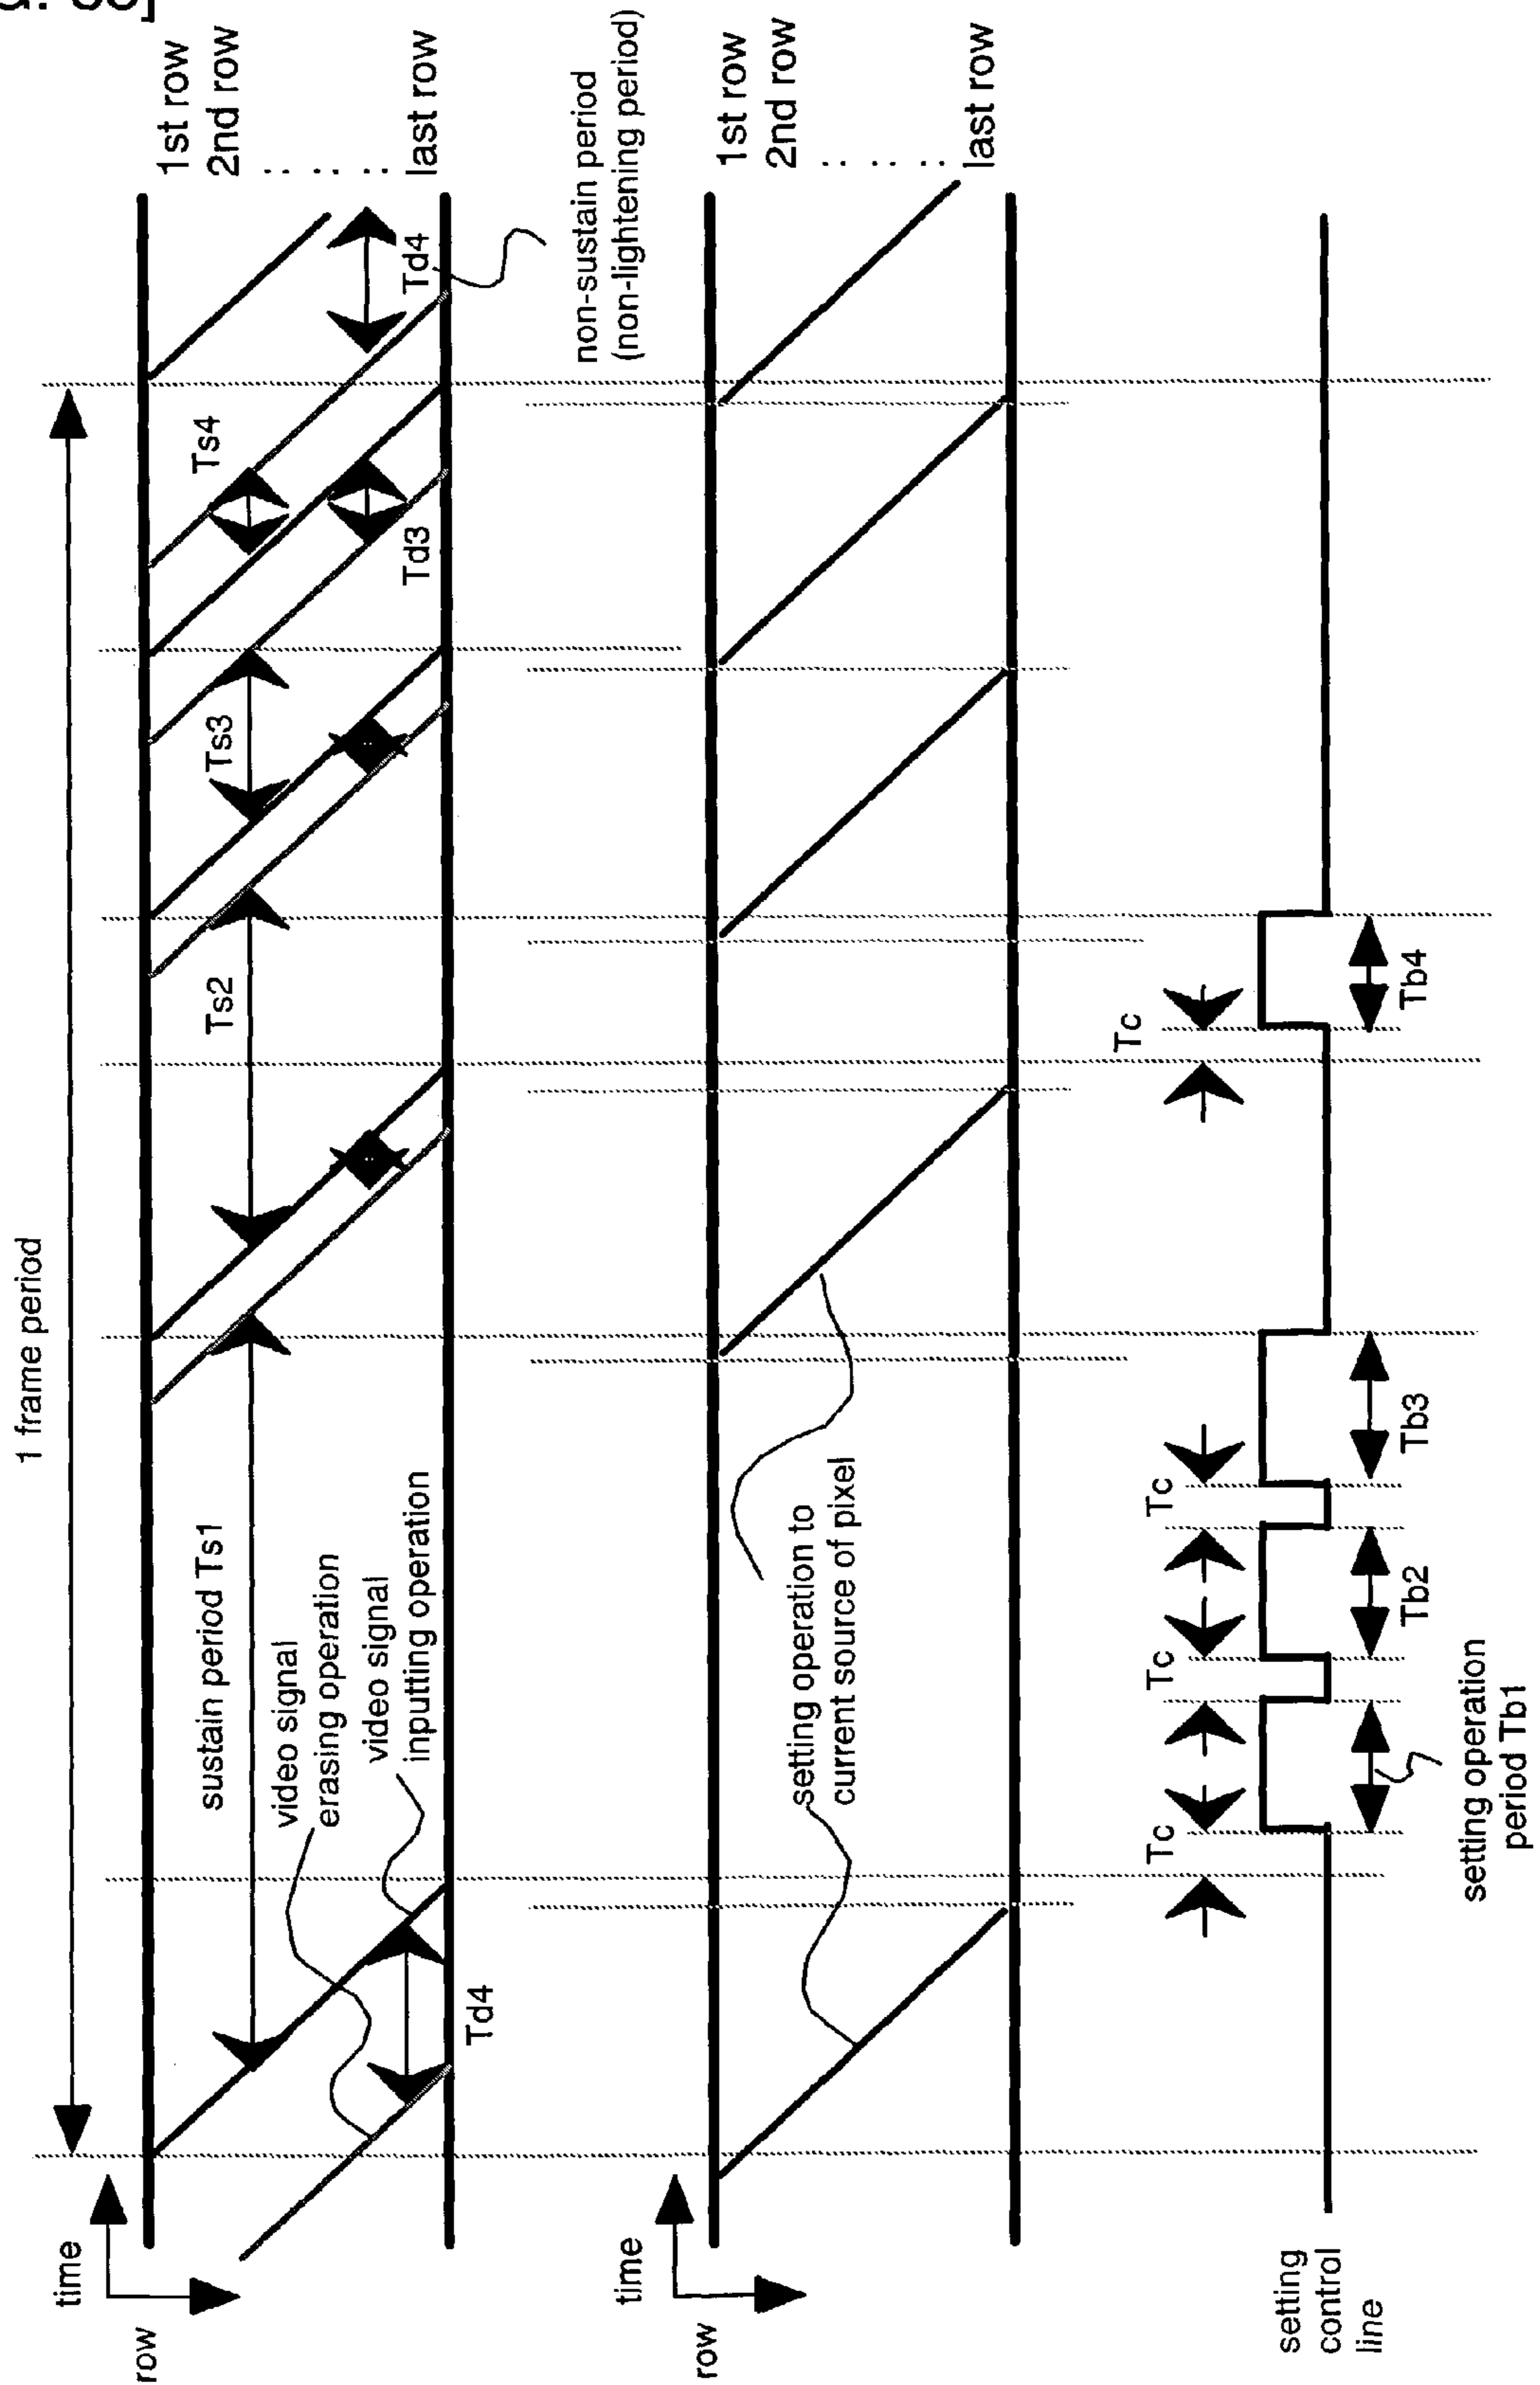 1 frame period
time
row
sustain period Ts1
Ts2
Ts3
Ts4
1st row
2nd row
last row
video signal
erasing operation
video signal
inputting operation
Td4
Td3
Td4
non-sustain period
(non-lightening period)
time
row
setting operation to
current source of pixel
1st row
2nd row
last row
Tc
Tc
Tc
Tc
setting
control
line
Tb2
Tb3
Tb4
setting operation
period Tb1